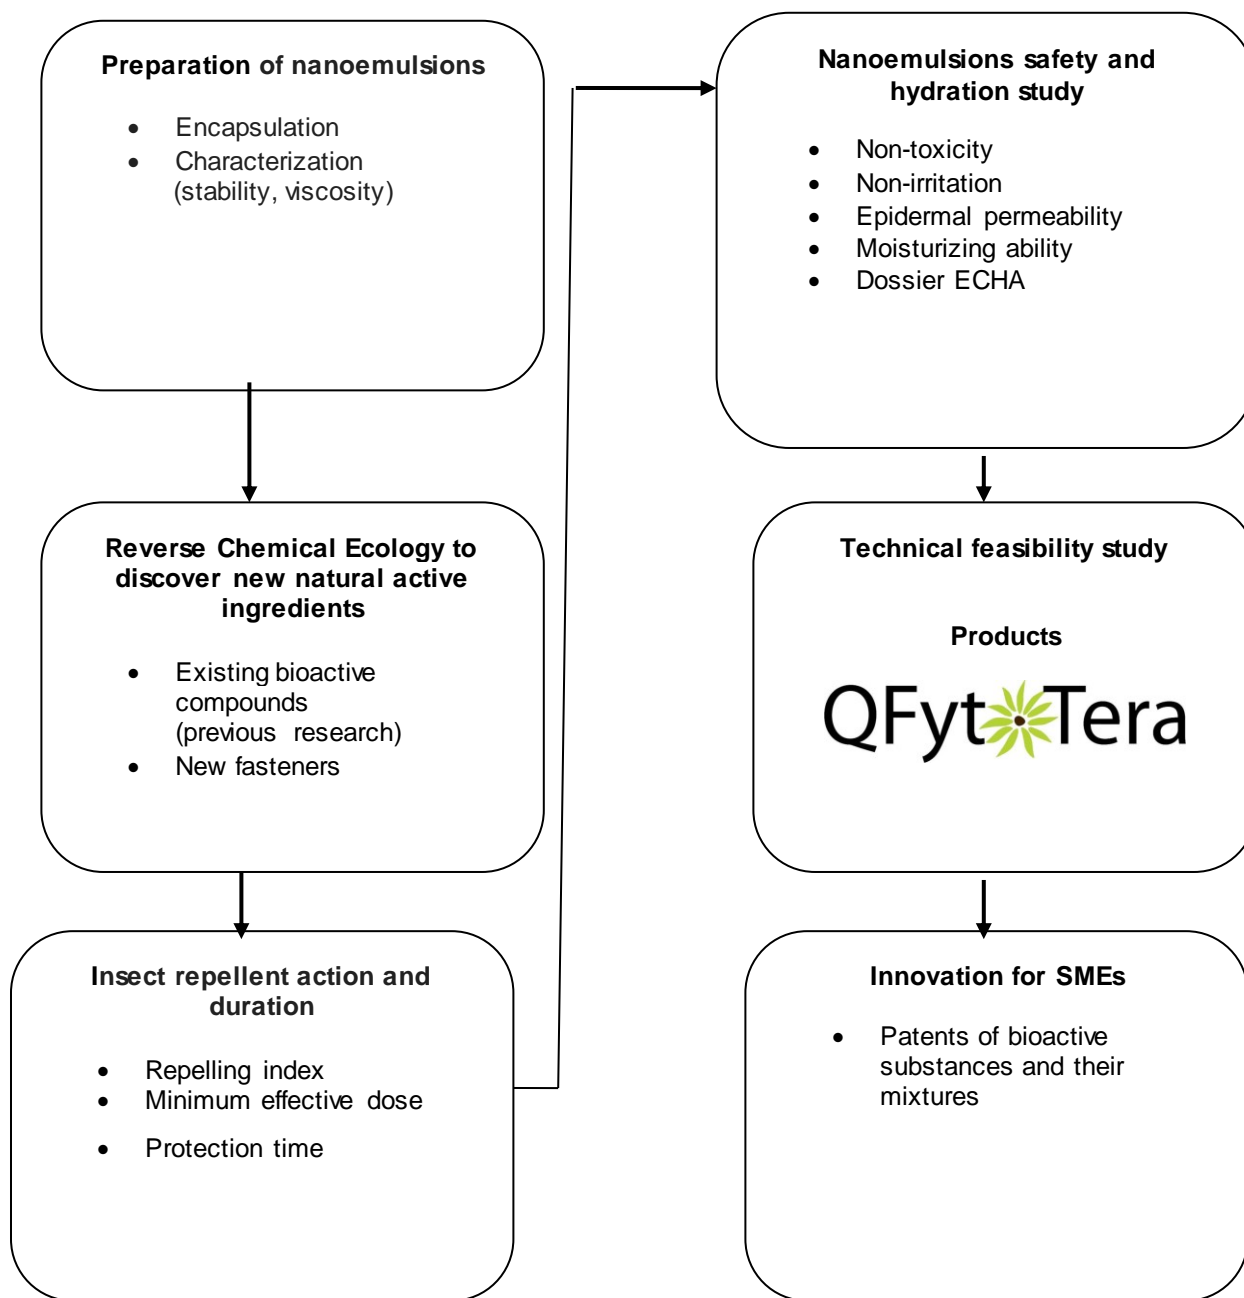 Preparation of nanoemulsions
• Encapsulation
• Characterization
(stability, viscosity)
Reverse Chemical Ecology to
discover new natural active
ingredients
• Existing bioactive
compounds
(previous research)
• New fasteners
Insect repellent action and
duration
• Repelling index
• Minimum effective dose
• Protection time
Nanoemulsions safety and
hydration study
• Non-toxicity
• Non-irritation
• Epidermal permeability
• Moisturizing ability
• Dossier ECHA
Technical feasibility study
Products
QFytoTera
Innovation for SMEs
• Patents of bioactive
substances and their
mixtures